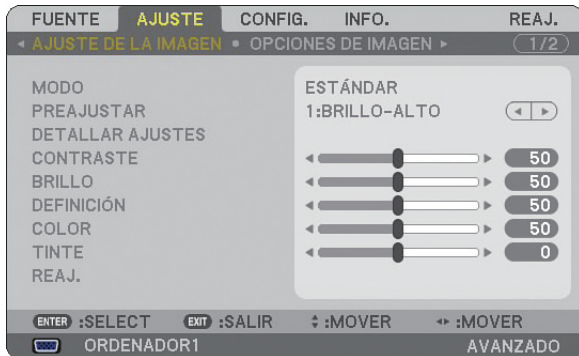 FUENTE AJUSTE CONFIG. INFO. REAJ.
AJUSTE DE LA IMAGEN • OPCIONES DE IMAGEN 1/2
MODO ESTÁNDAR
PREAJUSTAR 1:BRILLO-ALTO
DETALLAR AJUSTES
CONTRASTE 50
BRILLO 50
DEFINICIÓN 50
COLOR 50
TINTE 0
REAJ.
ENTER :SELECT EXIT :SALIR :MOVER :MOVER
ORDENADOR1 AVANZADO